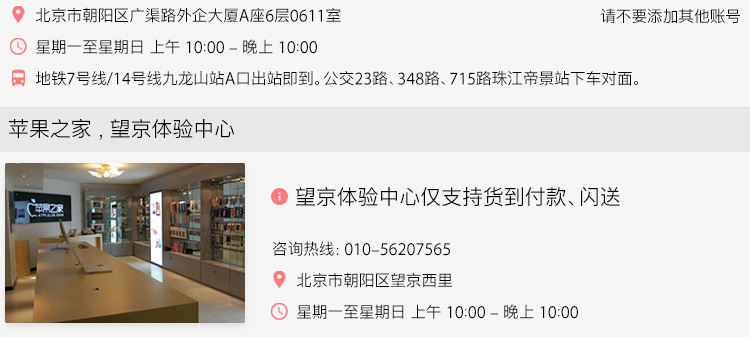 北京市朝阳区广渠路外企大厦A座6层0611室
请不要添加其他账号
星期一至星期日 上午 10:00 – 晚上 10:00
地铁7号线/14号线九龙山站A口出站即到。公交23路、348路、715路珠江帝景站下车对面。
苹果之家，望京体验中心
苹果之家
望京体验中心仅支持货到付款、闪送
咨询热线: 010–56207565
北京市朝阳区望京西里
星期一至星期日 上午 10:00 – 晚上 10:00